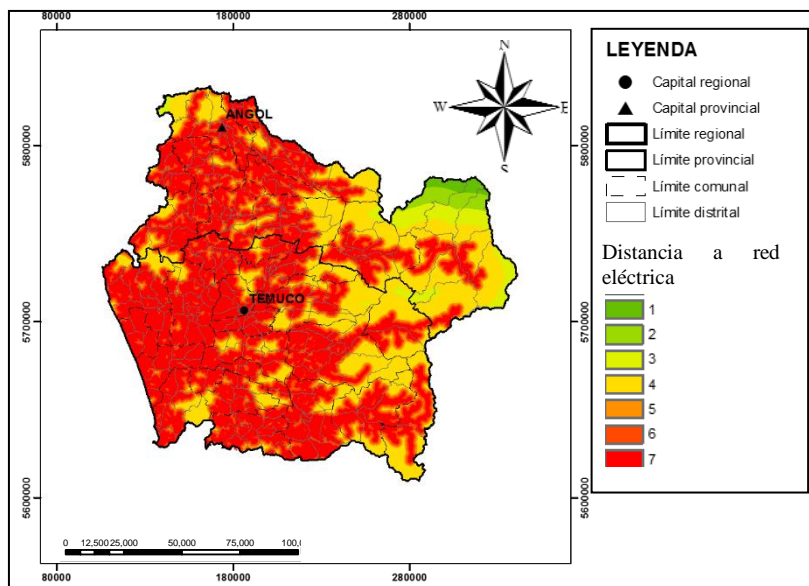 80000 180000 280000
N
W E
S
ANGOL
TEMUCO
5800000
5700000
5600000
5800000
5700000
5600000
0 12,500 25,000 50,000 75,000 100,0
80000 180000 280000
LEYENDA
Capital regional
Capital provincial
Límite regional
Límite provincial
Límite comunal
Límite distrital
Distancia a red
eléctrica
1
2
3
4
5
6
7